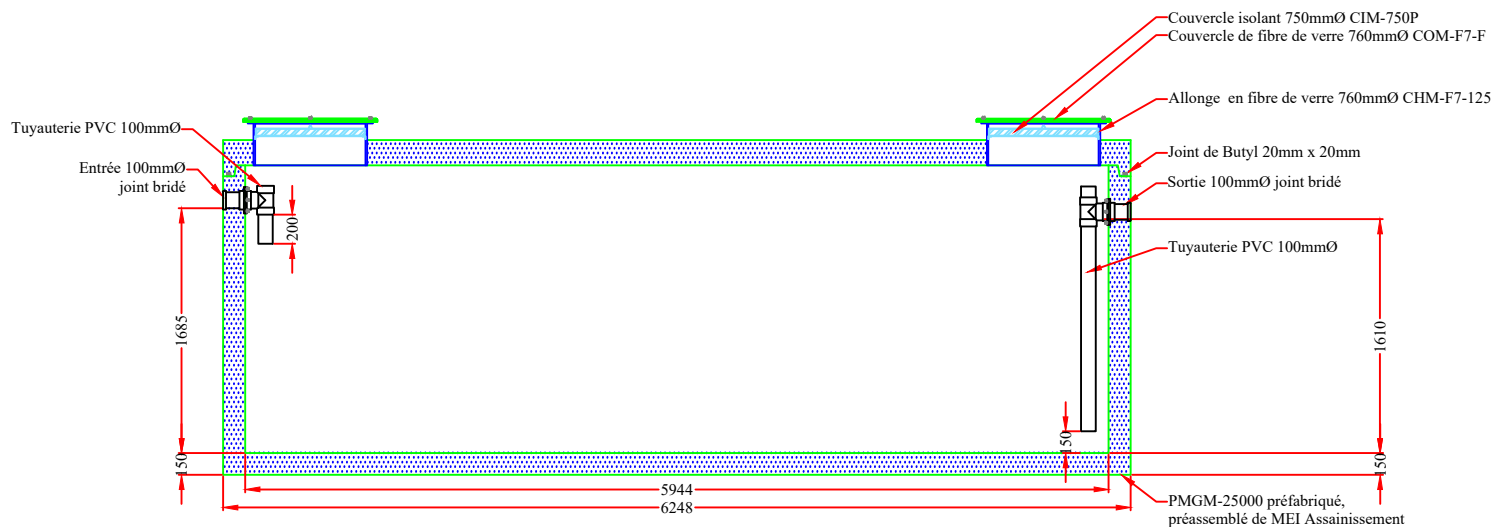 Couvercle isolant 750mmØ CIM-750P
Couvercle de fibre de verre 760mmØ COM-F7-F
Allonge en fibre de verre 760mmØ CHM-F7-125
Tuyauterie PVC 100mmØ
Entrée 100mmØ
joint bridé
Joint de Butyl 20mm x 20mm
Sortie 100mmØ joint bridé
200
Tuyauterie PVC 100mmØ
1685
1610
150
150
150
5944
6248
PMGM-25000 préfabriqué,
préassemblé de MEI Assainissement